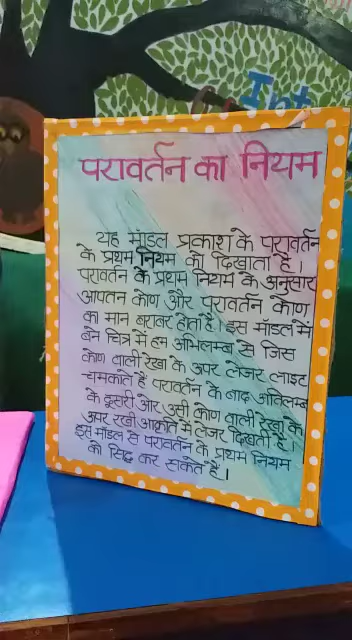 परावर्तन का नियम
यह मॉडल प्रकाश के परावर्तन
के प्रथम नियम को दिखाता है।
परावर्तन के प्रथम नियम के अनुसार
आपतन कोण और परावर्तन कोण
का मान बराबर होता है। इस मॉडल में
बने चित्र में हम अभिलम्ब से जिस
कोण वाली रेखा के ऊपर लेजर लाइट
चमकाते हैं परावर्तन के बाद अभिलम्ब
के दूसरी ओर उसी कोण वाली रेखा के
ऊपर रखी आकृति में लेजर दिखती है।
इस मॉडल से परावर्तन के प्रथम नियम
को सिद्ध कर सकते है।